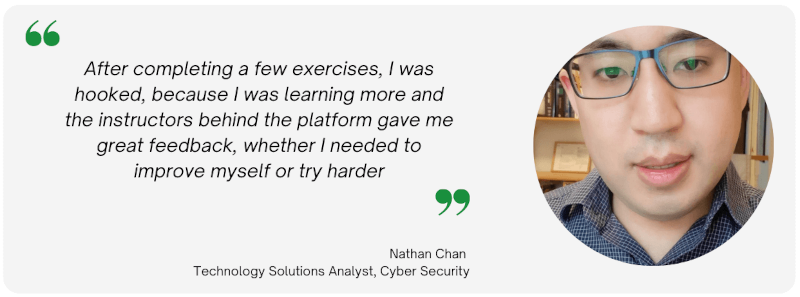 “
After completing a few exercises, I was
hooked, because I was learning more and
the instructors behind the platform gave me
great feedback, whether I needed to
improve myself or try harder
”
Nathan Chan
Technology Solutions Analyst, Cyber Security